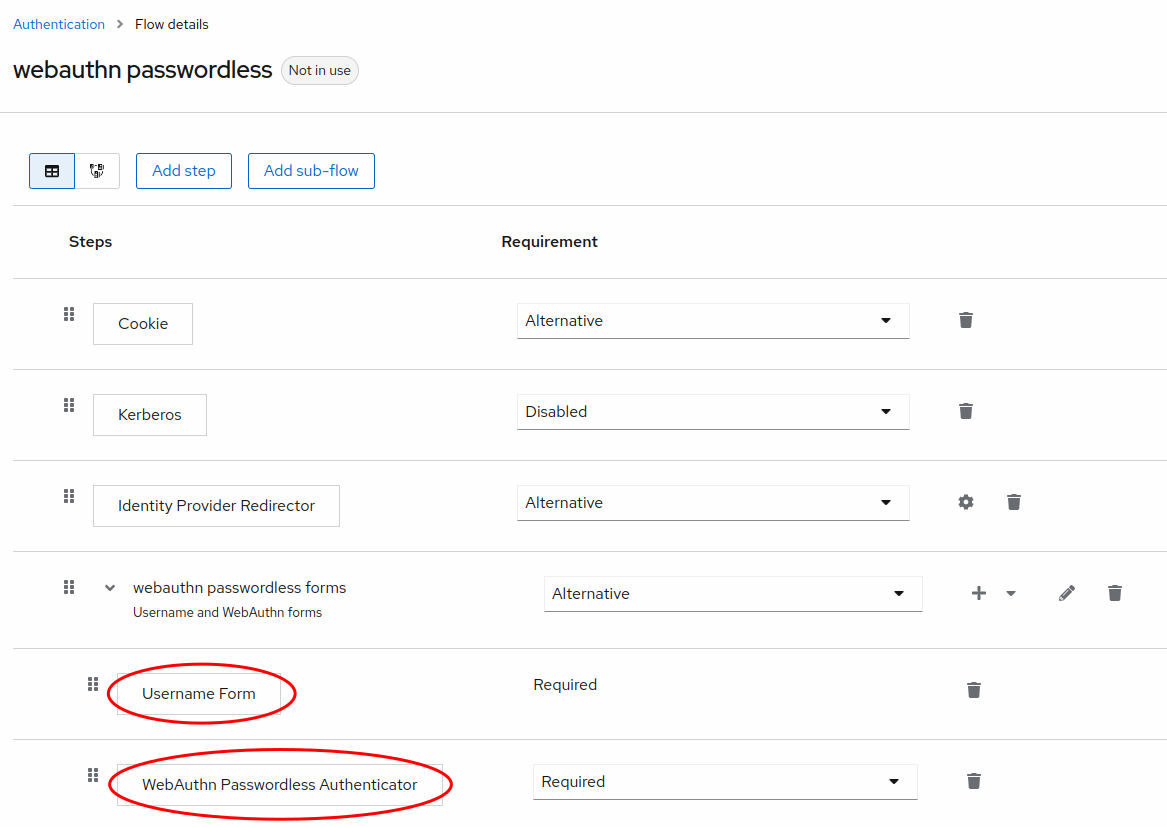 Authentication > Flow details
webauthn passwordless Not in use
Add step Add sub-flow
Steps Requirement
Cookie Alternative
Kerberos Disabled
Identity Provider Redirector Alternative
webauthn passwordless forms Alternative
Username and WebAuthn forms
Username Form Required
WebAuthn Passwordless Authenticator Required